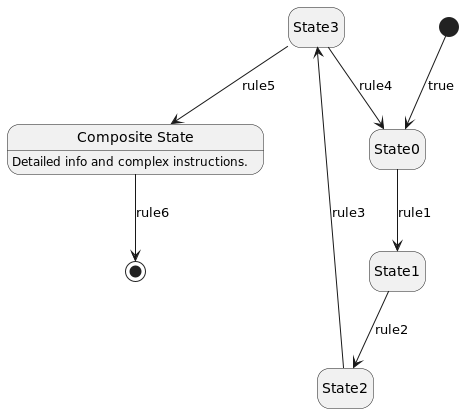 State3
rule5
rule4
true
Composite State
Detailed info and complex instructions.
State0
rule6
rule3
rule1
State1
rule2
State2